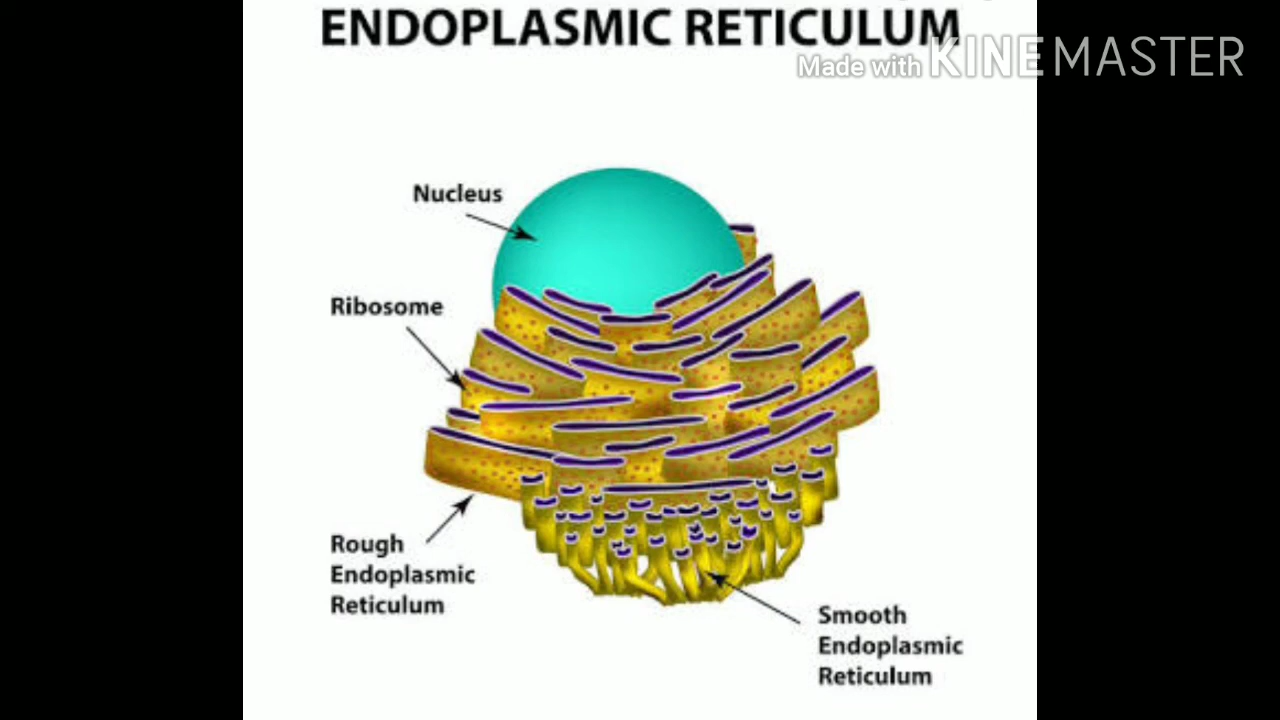 ENDOPLASMIC RETICULUM
Made with KINEMASTER
Nucleus
Ribosome
Rough
Endoplasmic
Reticulum
Smooth
Endoplasmic
Reticulum